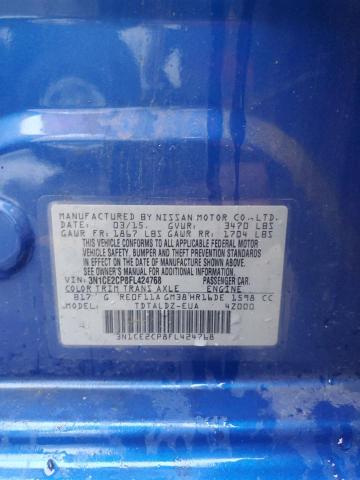 MANUFACTURED BY NISSAN MOTOR CO.,LTD.
DATE: 03/15. GVWR: 3470 LBS
GAWR FR: 1867 LBS GAWR RR: 1704 LBS
THIS VEHICLE CONFORMS TO ALL APPLICABLE FEDERAL MOTOR
VEHICLE SAFETY, BUMPER, AND THEFT PREVENTION STANDARDS
IN EFFECT ON THE DATE OF MANUFACTURE SHOWN ABOVE.
SEE OWNER'S MANUAL FOR ADDITIONAL INFORMATION.
VIN: 3N1CE2CP8FL424768 PASSENGER CAR.
COLOR TRIM TRANS AXLE ENGINE
B17 G RE0F11A GM38 HR16DE 1598 CC
MODEL: TDTALDZ-EUA 4Z000
3N1CE2CP8FL424768